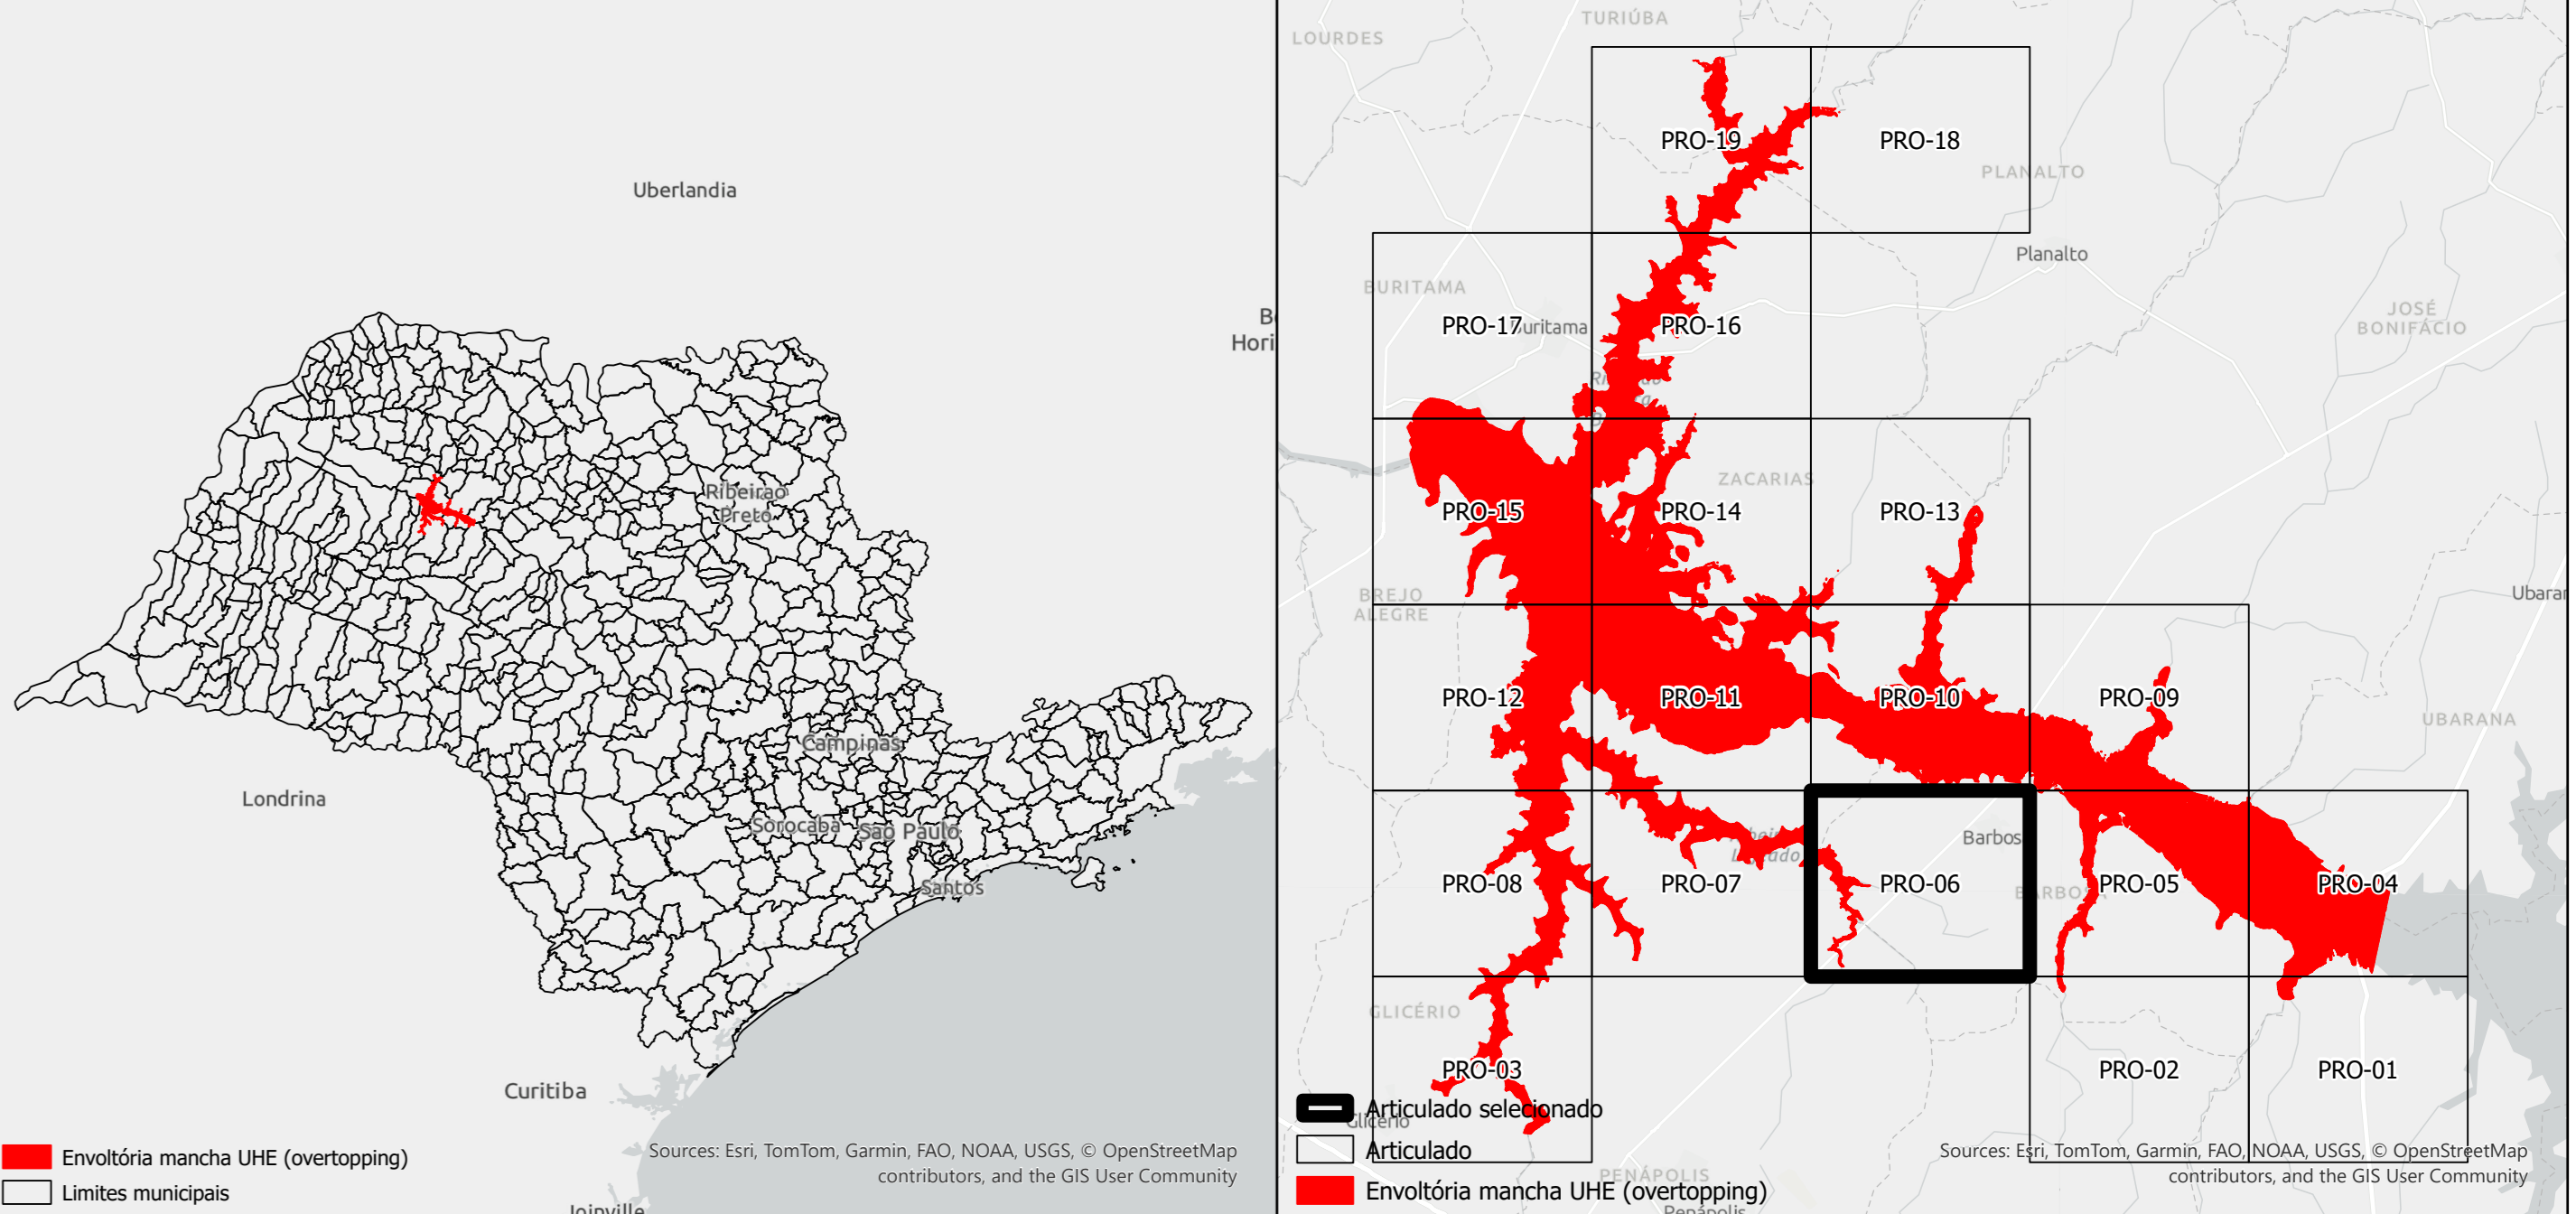 Uberlandia
Ribeirao
Preto
Campinas
Londrina
Sorocaba
Sao Paulo
Santos
Curitiba
Envoltória mancha UHE (overtopping)
Limites municipais
Sources: Esri, TomTom, Garmin, FAO, NOAA, USGS, © OpenStreetMap
contributors, and the GIS User Community
Joinville
LOURDES
TURIÚBA
PRO-19
PRO-18
PLANALTO
Planalto
BURITAMA
PRO-17
Buritama
PRO-16
JOSÉ
BONIFÁCIO
ZACARIAS
PRO-15
PRO-14
PRO-13
BREJO
ALEGRE
Ubarar
PRO-12
PRO-11
PRO-10
PRO-09
UBARANA
Barbos
PRO-08
PRO-07
PRO-06
BARBOSA
PRO-05
PRO-04
GLICÉRIO
PRO-03
PRO-02
PRO-01
Articulado selecionado
Glicério
Articulado
PENÁPOLIS
Envoltória mancha UHE (overtopping)
Penápolis
Sources: Esri, TomTom, Garmin, FAO, NOAA, USGS, © OpenStreetMap
contributors, and the GIS User Community